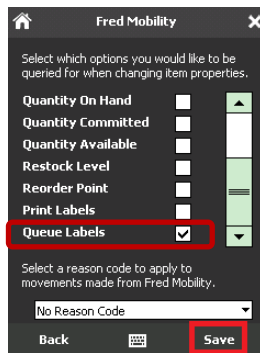 Fred Mobility
Select which options you would like to be
queried for when changing item properties.
Quantity On Hand
Quantity Committed
Quantity Available
Restock Level
Reorder Point
Print Labels
Queue Labels
Select a reason code to apply to
movements made from Fred Mobility.
No Reason Code
Back Save